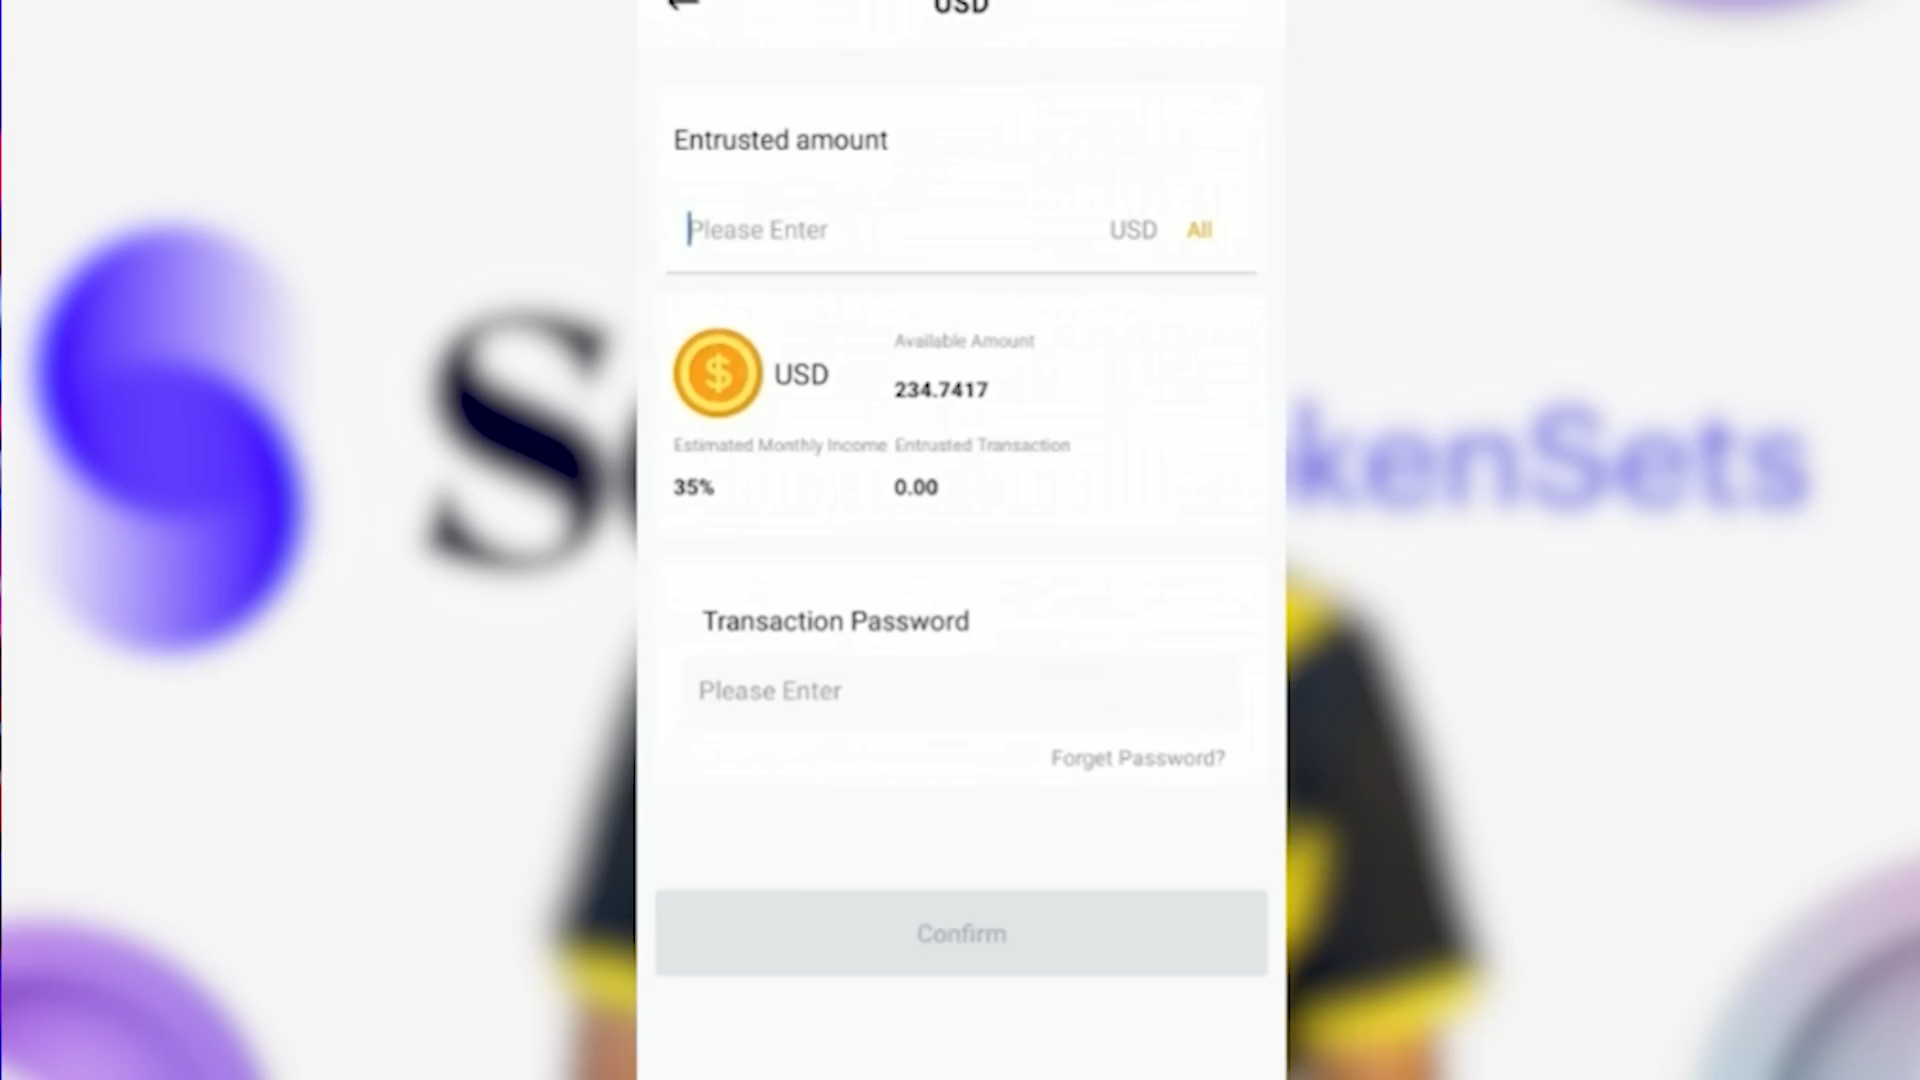 USD
Entrusted amount
Please Enter USD All
Available Amount
USD
234.7417
Estimated Monthly Income Entrusted Transaction
35% 0.00
kenSets
Transaction Password
Please Enter
Forget Password?
Confirm